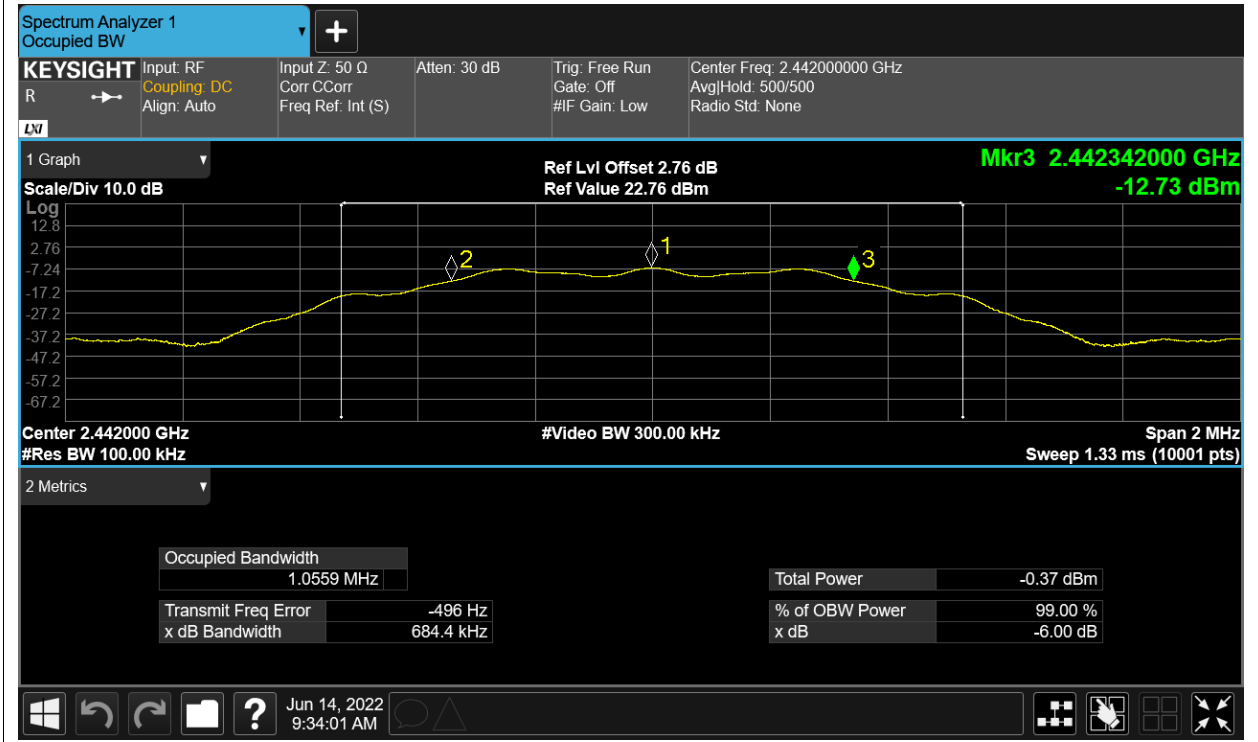 Spectrum Analyzer 1
Occupied BW
KEYSIGHT
R
LXI
Input: RF
Coupling: DC
Align: Auto
Input Z: 50 Ω
Corr CCorr
Freq Ref: Int (S)
Atten: 30 dB
Trig: Free Run
Gate: Off
#IF Gain: Low
Center Freq: 2.442000000 GHz
Avg|Hold: 500/500
Radio Std: None
1 Graph
Scale/Div 10.0 dB
Ref Lvl Offset 2.76 dB
Ref Value 22.76 dBm
Mkr3 2.442342000 GHz
-12.73 dBm
Log
12.8
2.76
-7.24
-17.2
-27.2
-37.2
-47.2
-57.2
-67.2
2
1
3
Center 2.442000 GHz
#Res BW 100.00 kHz
#Video BW 300.00 kHz
Span 2 MHz
Sweep 1.33 ms (10001 pts)
2 Metrics
Occupied Bandwidth
1.0559 MHz
Transmit Freq Error -496 Hz
x dB Bandwidth 684.4 kHz
Total Power -0.37 dBm
% of OBW Power 99.00 %
x dB -6.00 dB
?
Jun 14, 2022
9:34:01 AM